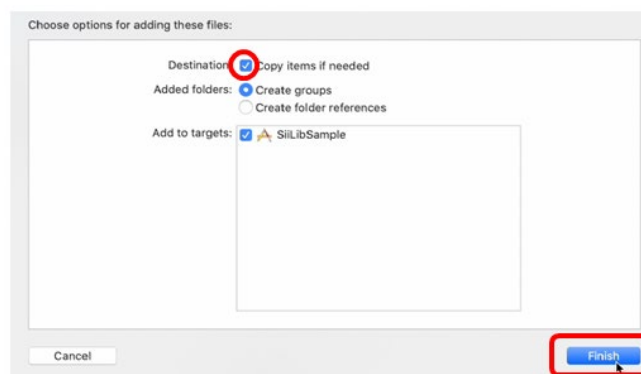 Choose options for adding these files:
Destination: Copy items if needed
Added folders: Create groups
Create folder references
Add to targets: SiiLibSample
Cancel
Finish